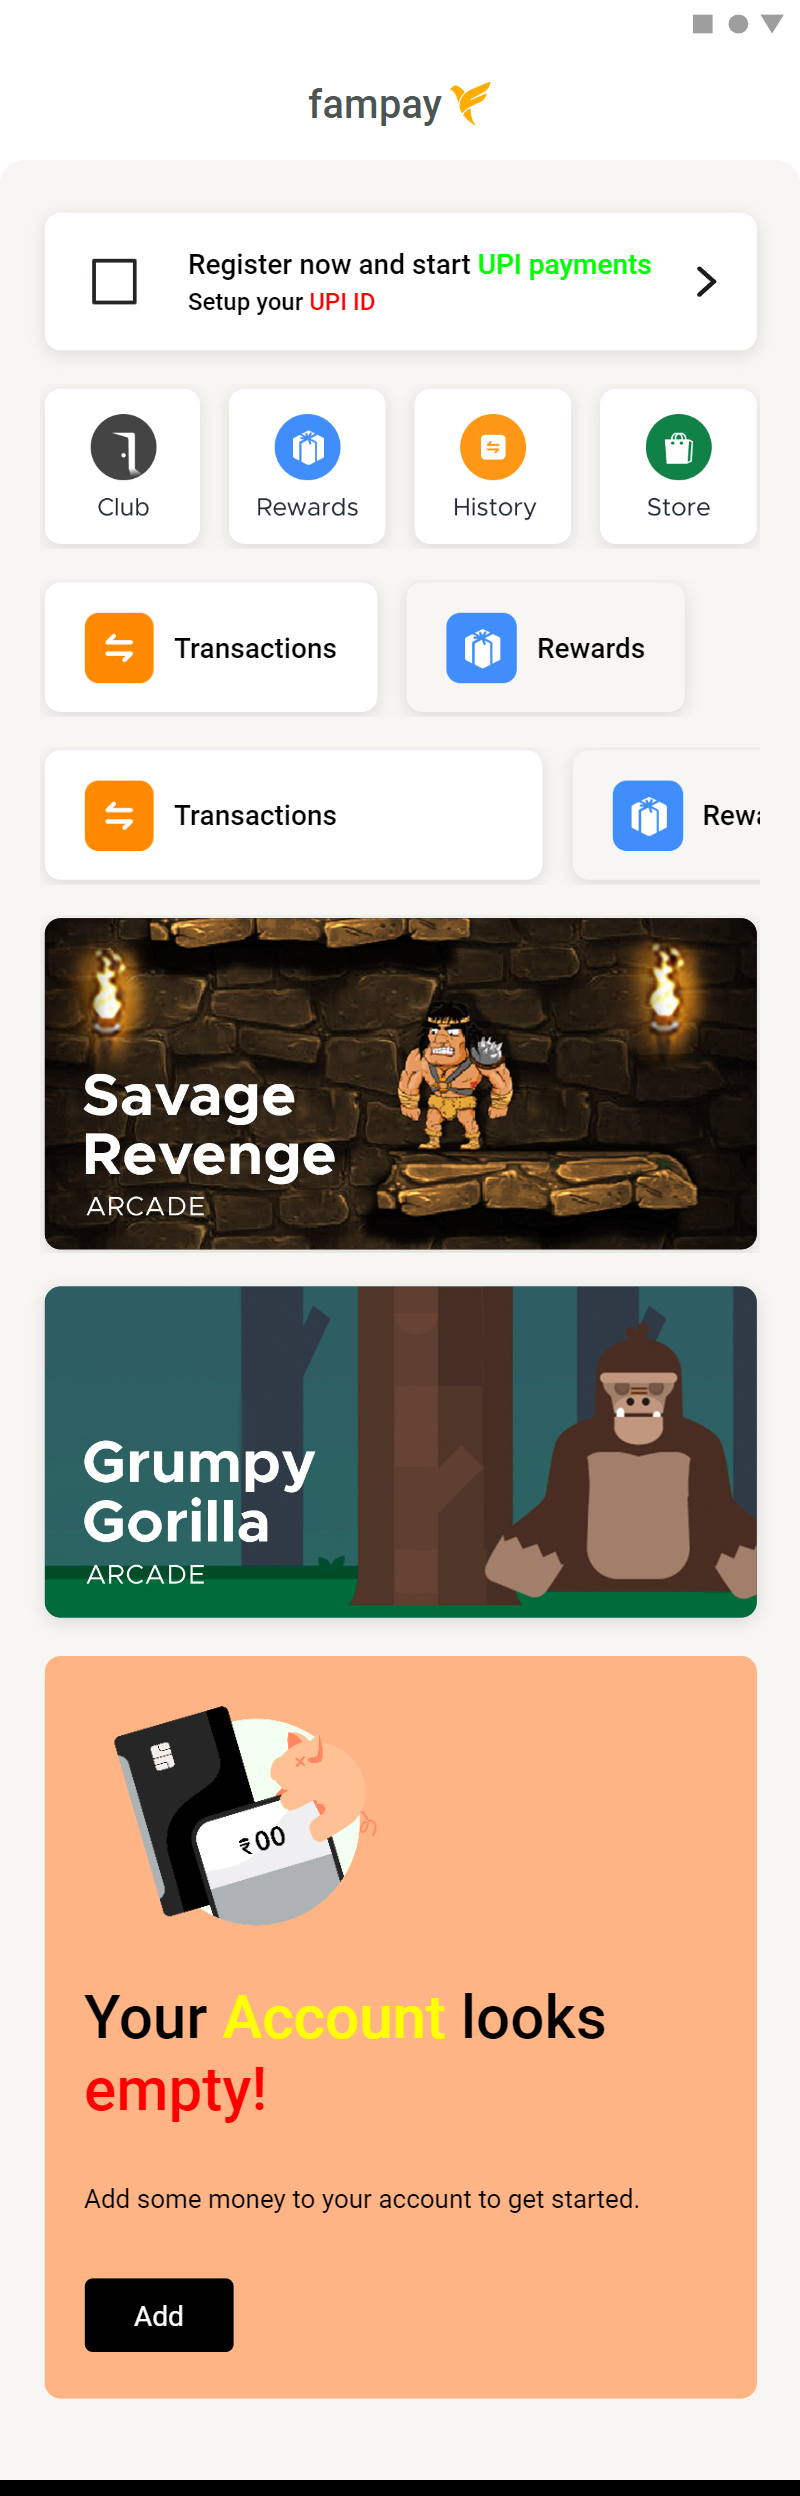 fampay
Register now and start UPI payments
Setup your UPI ID
Club
Rewards
History
Store
Transactions
Rewards
Transactions
Rewa
Savage
Revenge
ARCADE
Grumpy
Gorilla
ARCADE
₹00
Your Account looks
empty!
Add some money to your account to get started.
Add